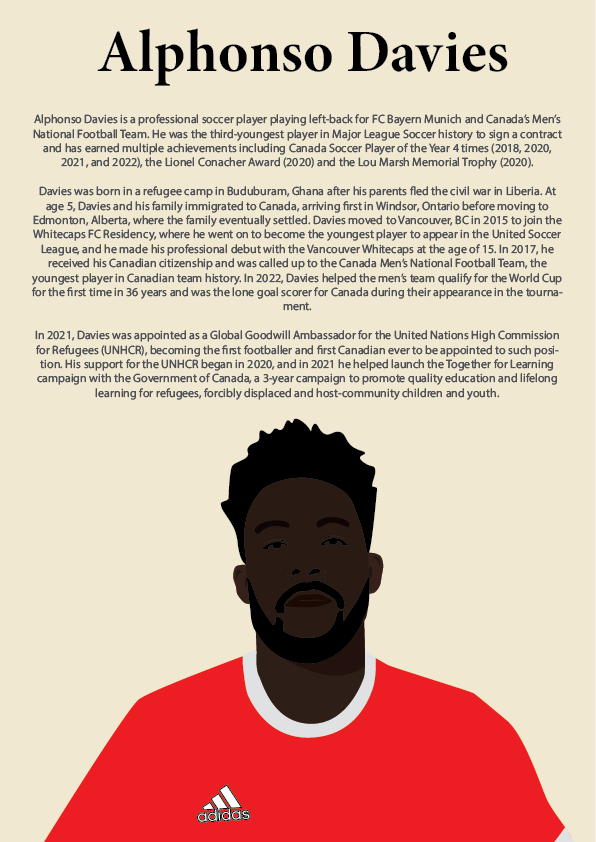 Alphonso Davies
Alphonso Davies is a professional soccer player playing left-back for FC Bayern Munich and Canada's Men's
National Football Team. He was the third-youngest player in Major League Soccer history to sign a contract
and has earned multiple achievements including Canada Soccer Player of the Year 4 times (2018, 2020,
2021, and 2022), the Lionel Conacher Award (2020) and the Lou Marsh Memorial Trophy (2020).
Davies was born in a refugee camp in Buduburam, Ghana after his parents fled the civil war in Liberia. At
age 5, Davies and his family immigrated to Canada, arriving first in Windsor, Ontario before moving to
Edmonton, Alberta, where the family eventually settled. Davies moved to Vancouver, BC in 2015 to join the
Whitecaps FC Residency, where he went on to become the youngest player to appear in the United Soccer
League, and he made his professional debut with the Vancouver Whitecaps at the age of 15. In 2017, he
received his Canadian citizenship and was called up to the Canada Men's National Football Team, the
youngest player in Canadian team history. In 2022, Davies helped the men's team qualify for the World Cup
for the first time in 36 years and was the lone goal scorer for Canada during their appearance in the tourna-
ment.
In 2021, Davies was appointed as a Global Goodwill Ambassador for the United Nations High Commission
for Refugees (UNHCR), becoming the first footballer and first Canadian ever to be appointed to such posi-
tion. His support for the UNHCR began in 2020, and in 2021 he helped launch the Together for Learning
campaign with the Government of Canada, a 3-year campaign to promote quality education and lifelong
learning for refugees, forcibly displaced and host-community children and youth.
adidas